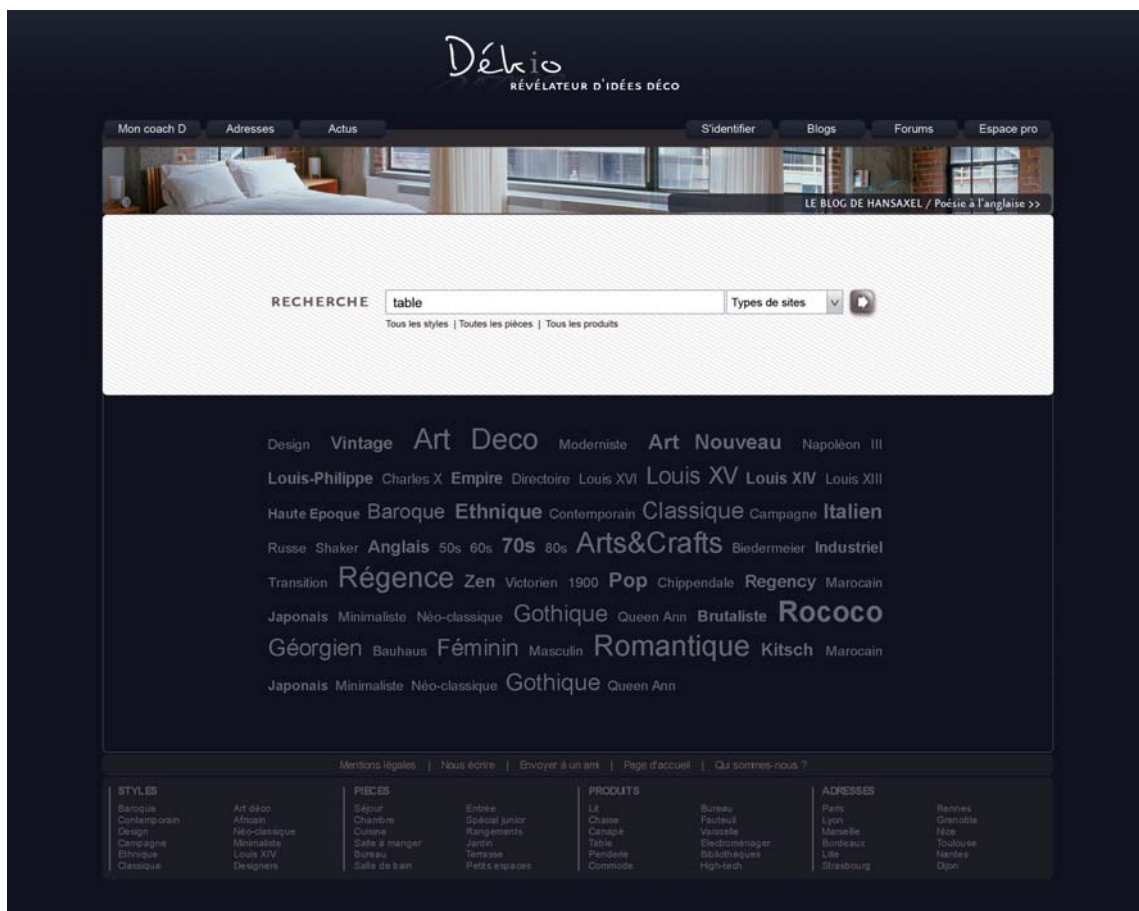 Dékio
RÉVÉLATEUR D'IDÉES DÉCO
Mon coach D Adresses Actus S'identifier Blogs Forums Espace pro
LE BLOG DE HANSAXEL / Poésie à l'anglaise >>
RECHERCHE table Types de sites
Tous les styles | Toutes les pièces | Tous les produits
Design Vintage Art Deco Moderniste Art Nouveau Napoléon III
Louis-Philippe Charles X Empire Directoire Louis XVI Louis XV Louis XIV Louis XIII
Haute Epoque Baroque Ethnique Contemporain Classique Campagne Italien
Russe Shaker Anglais 50s 60s 70s 80s Arts&Crafts Biedermeier Industriel
Transition Régence Zen Victorien 1900 Pop Chippendale Regency Marocain
Japonais Minimaliste Néo-classique Gothique Queen Ann Brutaliste Rococo
Géorgien Bauhaus Féminin Masculin Romantique Kitsch Marocain
Japonais Minimaliste Néo-classique Gothique Queen Ann
Mentions légales | Nous écrire | Envoyer à un ami | Page d'accueil | Qui sommes-nous ?
STYLES PIECES PRODUITS ADRESSES
Baroque Art déco Séjour Entrée Lit Bureau Paris Rennes
Contemporain Africain Chambre Spécial junior Chaise Fauteuil Lyon Grenoble
Design Néo-classique Cuisine Rangements Canapé Vaisselle Marseille Nice
Campagne Minimaliste Salle à manger Jardin Table Electroménager Bordeaux Toulouse
Ethnique Louis XIV Bureau Terrasse Penderie Bibliothèques Lille Nantes
Classique Designers Salle de bain Petits espaces Commode High-tech Strasbourg Dijon